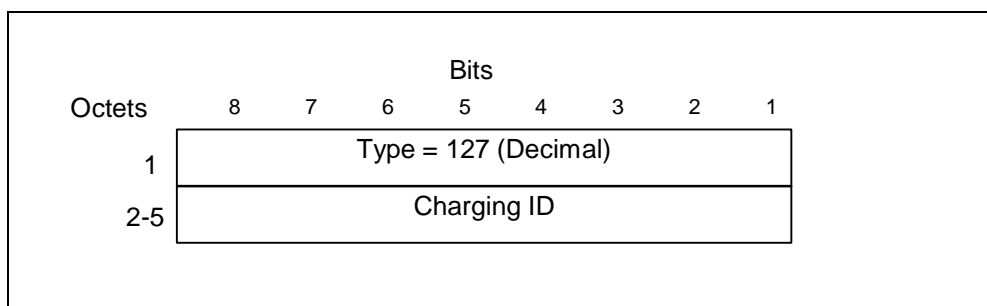 Bits
Octets 8 7 6 5 4 3 2 1
1 Type = 127 (Decimal)
2-5 Charging ID